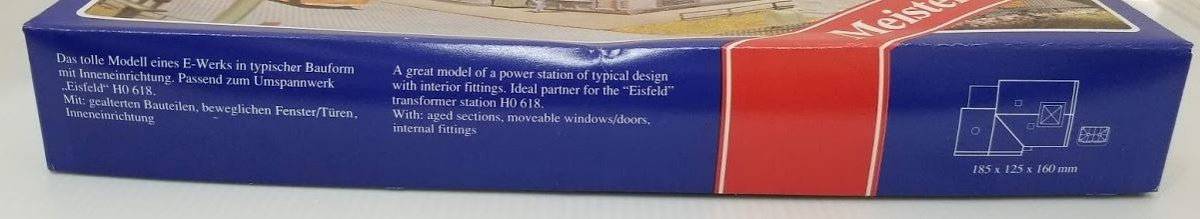 Meister
Das tolle Modell eines E-Werks in typischer Bauform
mit Inneneinrichtung. Passend zum Umspannwerk
„Eisfeld“ H0 618.
Mit: gealterten Bauteilen, beweglichen Fenster/Türen,
Inneneinrichtung
A great model of a power station of typical design
with interior fittings. Ideal partner for the “Eisfeld”
transformer station H0 618.
With: aged sections, moveable windows/doors,
internal fittings
185 x 125 x 160 mm